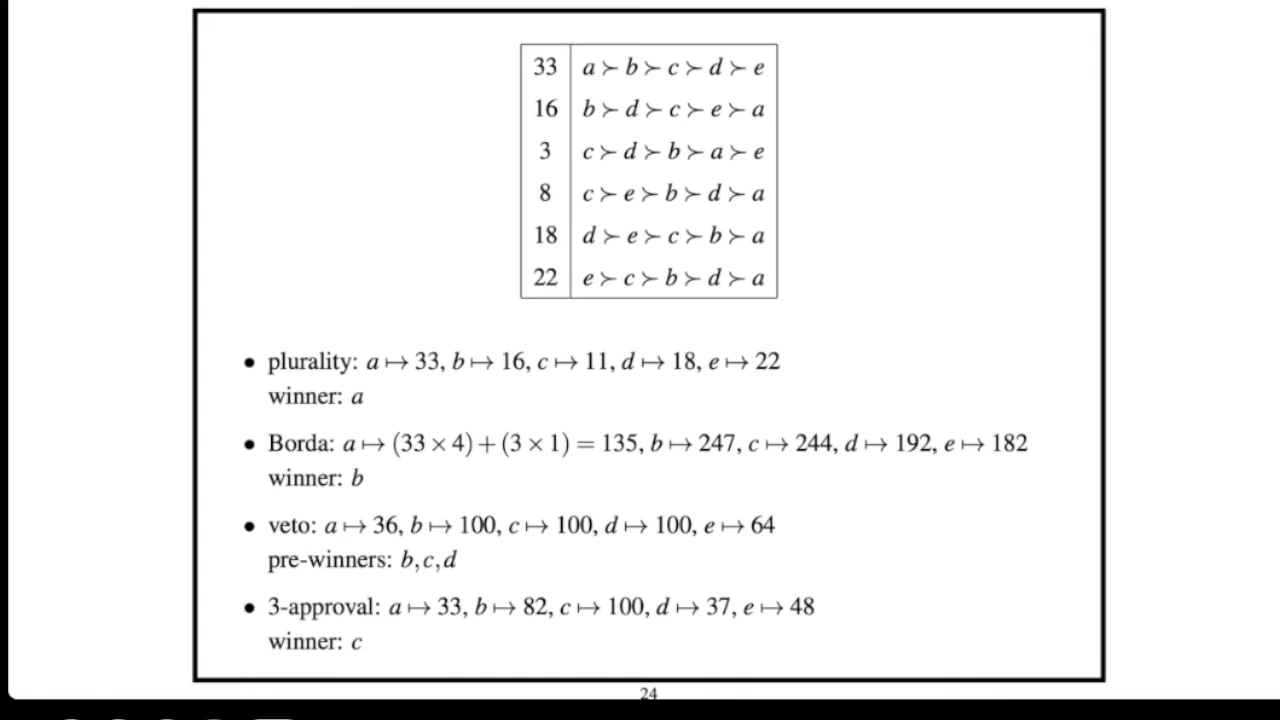 33 a ≻ b ≻ c ≻ d ≻ e
16 b ≻ d ≻ c ≻ e ≻ a
3 c ≻ d ≻ b ≻ a ≻ e
8 c ≻ e ≻ b ≻ d ≻ a
18 d ≻ e ≻ c ≻ b ≻ a
22 e ≻ c ≻ b ≻ d ≻ a
• plurality: a ↦ 33, b ↦ 16, c ↦ 11, d ↦ 18, e ↦ 22
winner: a
• Borda: a ↦ (33 × 4) + (3 × 1) = 135, b ↦ 247, c ↦ 244, d ↦ 192, e ↦ 182
winner: b
• veto: a ↦ 36, b ↦ 100, c ↦ 100, d ↦ 100, e ↦ 64
pre-winners: b,c,d
• 3-approval: a ↦ 33, b ↦ 82, c ↦ 100, d ↦ 37, e ↦ 48
winner: c
24